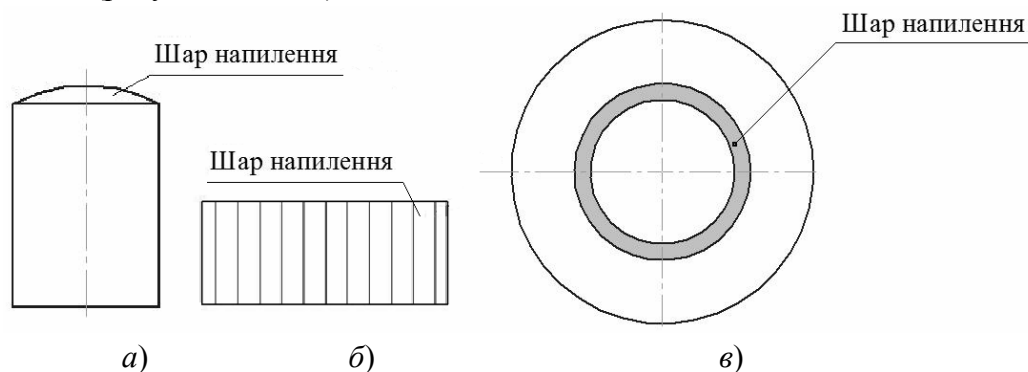 Шар напилення
Шар напилення
Шар напилення
а)
б)
в)